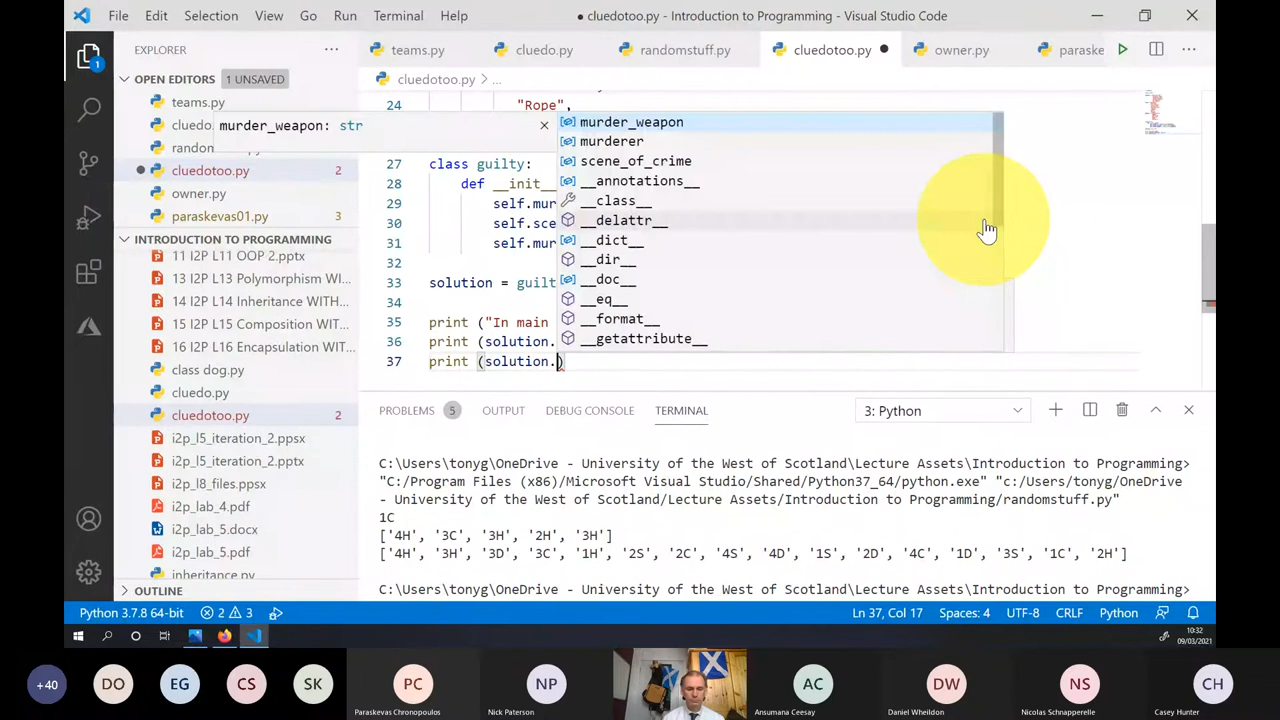 File Edit Selection View Go Run Terminal Help
● cluedotoo.py - Introduction to Programming - Visual Studio Code
EXPLORER
teams.py cluedo.py randomstuff.py cluedotoo.py owner.py paraske
OPEN EDITORS 1 UNSAVED
cluedotoo.py > ...
teams.py
cluedo.
random
cluedotoo.py 2
owner.py
paraskevas01.py 3
murder_weapon: str
INTRODUCTION TO PROGRAMMING
11 I2P L11 OOP 2.pptx
13 I2P L13 Polymorphism WI...
14 I2P L14 Inheritance WITH...
15 I2P L15 Composition WIT...
16 I2P L16 Encapsulation WIT...
class dog.py
cluedo.py
cluedotoo.py 2
i2p_l5_iteration_2.ppsx
i2p_l5_iteration_2.pptx
i2p_l8_files.ppsx
i2p_lab_4.pdf
i2p_lab_5.docx
i2p_lab_5.pdf
inheritance.py
OUTLINE
24 "Rope",
27 class guilty:
28 def __init__
29 self.mur
30 self.sce
31 self.mur
32
33 solution = guilt
34
35 print ("In main
36 print (solution.
37 print (solution.)
murder_weapon
murderer
scene_of_crime
__annotations__
__class__
__delattr__
__dict__
__dir__
__doc__
__eq__
__format__
__getattribute__
PROBLEMS 5 OUTPUT DEBUG CONSOLE TERMINAL 3: Python
C:\Users\tonyg\OneDrive - University of the West of Scotland\Lecture Assets\Introduction to Programming>
"C:/Program Files (x86)/Microsoft Visual Studio/Shared/Python37_64/python.exe" "c:/Users/tonyg/OneDrive
- University of the West of Scotland/Lecture Assets/Introduction to Programming/randomstuff.py"
1C
['4H', '3C', '3H', '2H', '3H']
['4H', '3H', '3D', '3C', '1H', '2S', '2C', '4S', '4D', '1S', '2D', '4C', '1D', '3S', '1C', '2H']
C:\Users\tonyg\OneDrive - University of the West of Scotland\Lecture Assets\Introduction to Programming>
Python 3.7.8 64-bit 2 3 Ln 37, Col 17 Spaces: 4 UTF-8 CRLF Python
10:32
09/03/2021
+40 DO EG CS SK PC NP AC DW NS CH
Paraskevas Chronopoulos Nick Paterson Ansumana Ceesay Daniel Wheildon Nicolas Schnapperelle Casey Hunter